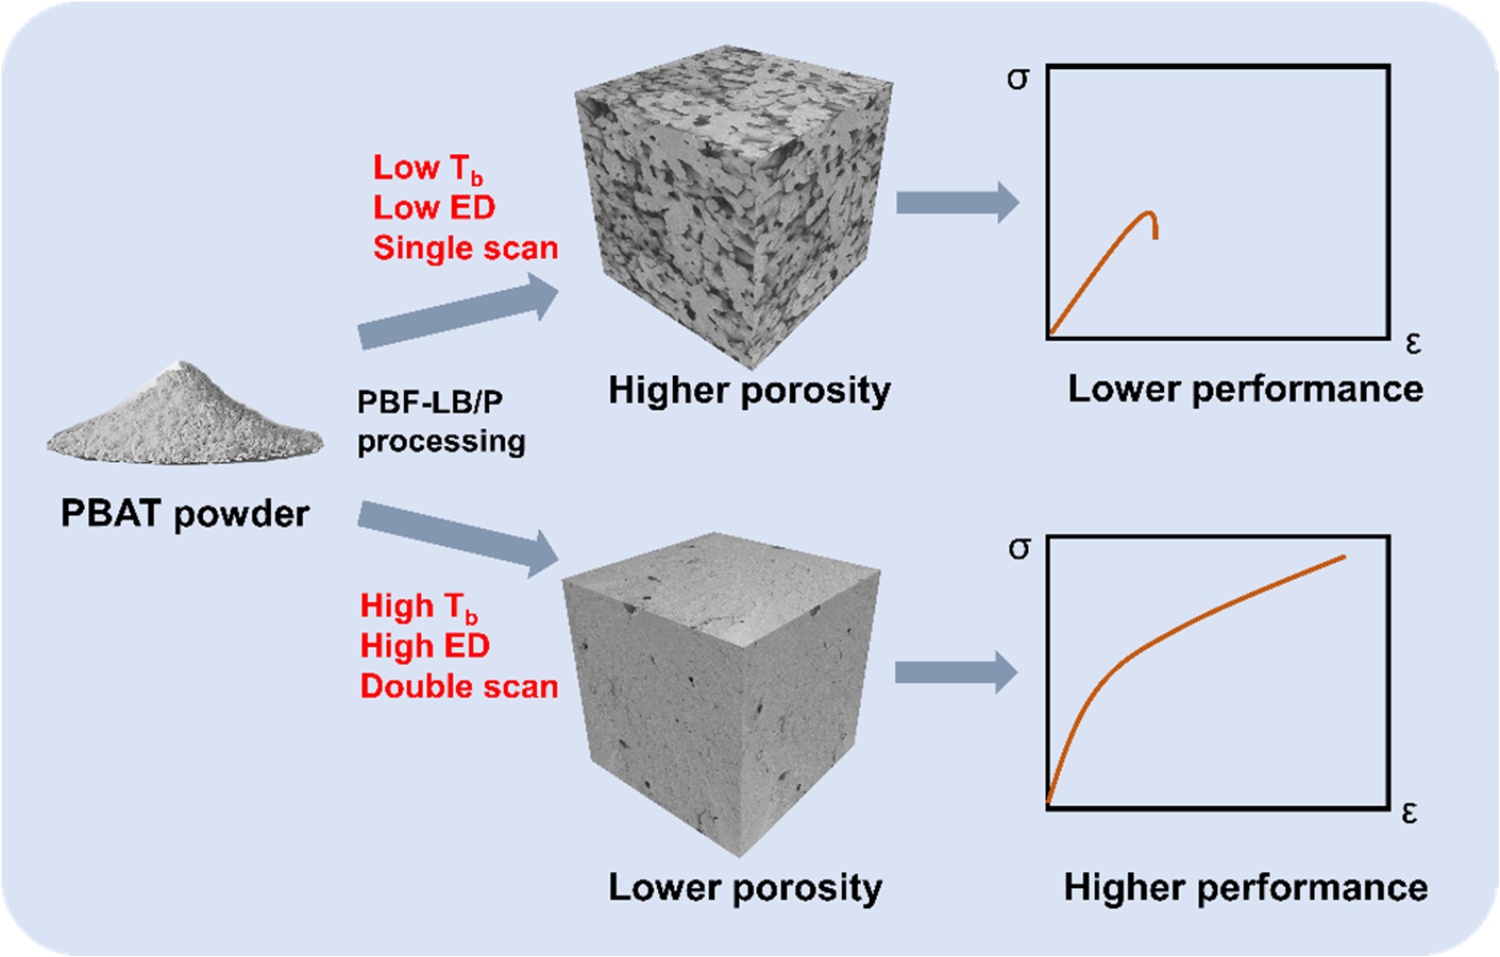 Low Tb
Low ED
Single scan
Higher porosity
σ
ε
Lower performance
PBF-LB/P
processing
PBAT powder
High Tb
High ED
Double scan
Lower porosity
σ
ε
Higher performance